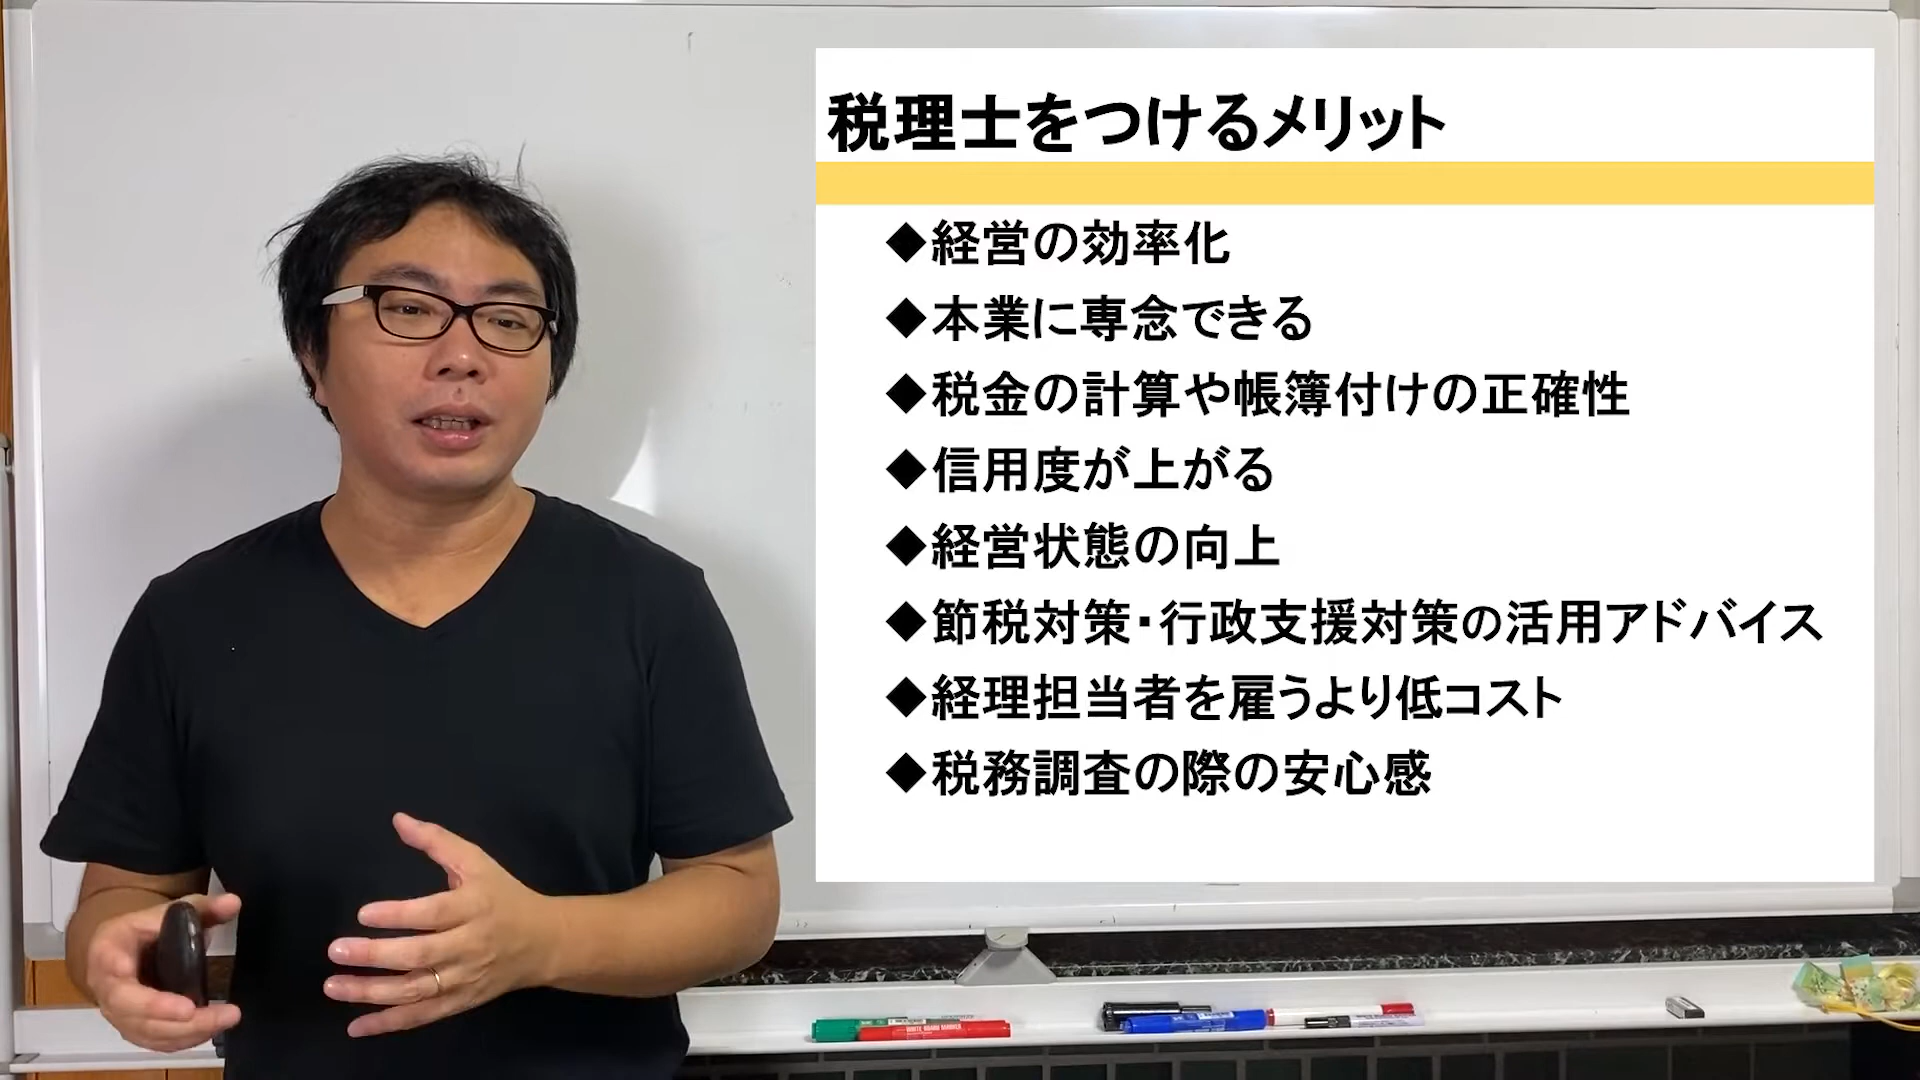 税理士をつけるメリット
◆経営の効率化
◆本業に専念できる
◆税金の計算や帳簿付けの正確性
◆信用度が上がる
◆経営状態の向上
◆節税対策・行政支援対策の活用アドバイス
◆経理担当者を雇うより低コスト
◆税務調査の際の安心感
WHITE BOARD MARKER